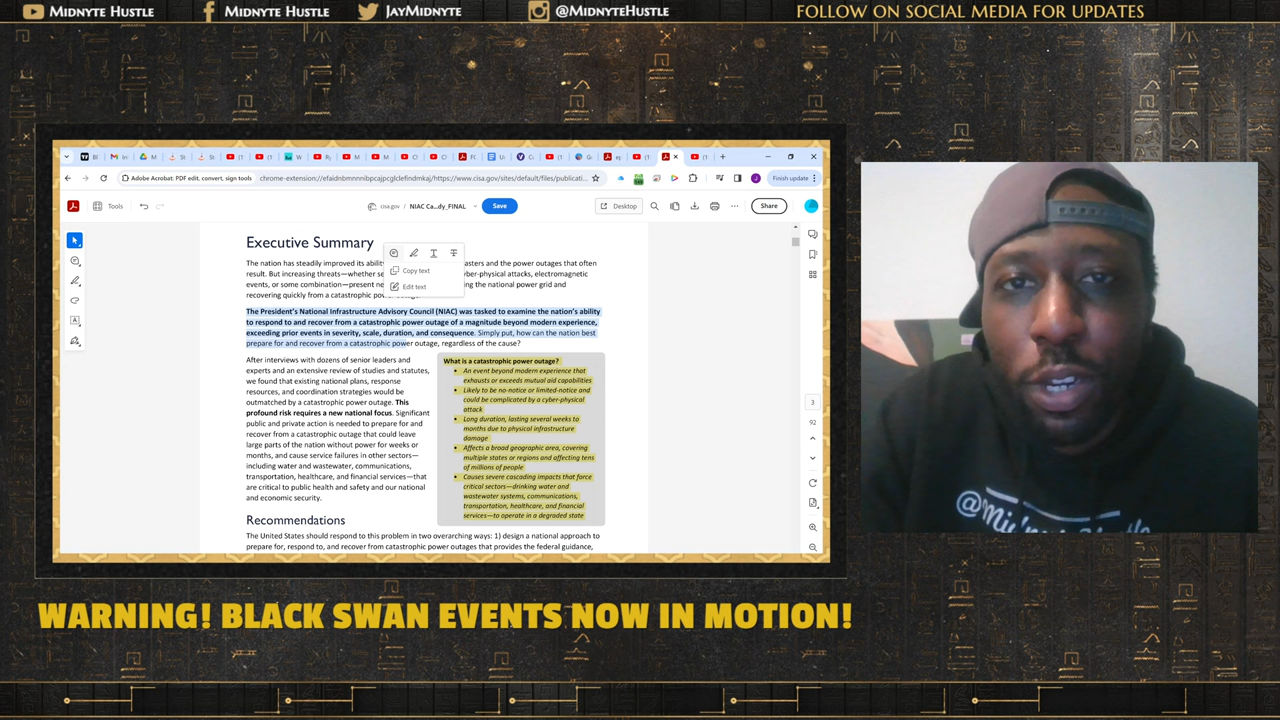 MIDNYTE HUSTLE
MIDNYTE HUSTLE
JAYMIDNYTE
@MIDNYTEHUSTLE
FOLLOW ON SOCIAL MEDIA FOR UPDATES
Adobe Acrobat: PDF edit, convert, sign tools
chrome-extension://efaidnbmnnnibpcajpcglclefindmkaj/https://www.cisa.gov/sites/default/files/publicati...
Finish update
Tools
cisa.gov / NIAC Ca...dy_FINAL
Save
Desktop
Share
Executive Summary
The nation has steadily improved its abili
asters and the power outages that often
result. But increasing threats—whether se
yber-physical attacks, electromagnetic
events, or some combination—present ne
ing the national power grid and
recovering quickly from a catastrophic
Copy text
Edit text
The President's National Infrastructure Advisory Council (NIAC) was tasked to examine the nation's ability
to respond to and recover from a catastrophic power outage of a magnitude beyond modern experience,
exceeding prior events in severity, scale, duration, and consequence. Simply put, how can the nation best
prepare for and recover from a catastrophic power outage, regardless of the cause?
After interviews with dozens of senior leaders and
experts and an extensive review of studies and statutes,
we found that existing national plans, response
resources, and coordination strategies would be
outmatched by a catastrophic power outage. This
profound risk requires a new national focus. Significant
public and private action is needed to prepare for and
recover from a catastrophic outage that could leave
large parts of the nation without power for weeks or
months, and cause service failures in other sectors—
including water and wastewater, communications,
transportation, healthcare, and financial services—that
are critical to public health and safety and our national
and economic security.
What is a catastrophic power outage?
• An event beyond modern experience that
exhausts or exceeds mutual aid capabilities
• Likely to be no-notice or limited-notice and
could be complicated by a cyber-physical
attack
• Long duration, lasting several weeks to
months due to physical infrastructure
damage
• Affects a broad geographic area, covering
multiple states or regions and affecting tens
of millions of people
• Causes severe cascading impacts that force
critical sectors—drinking water and
wastewater systems, communications,
transportation, healthcare, and financial
services—to operate in a degraded state
Recommendations
The United States should respond to this problem in two overarching ways: 1) design a national approach to
prepare for, respond to, and recover from catastrophic power outages that provides the federal guidance,
3
92
WARNING! BLACK SWAN EVENTS NOW IN MOTION!